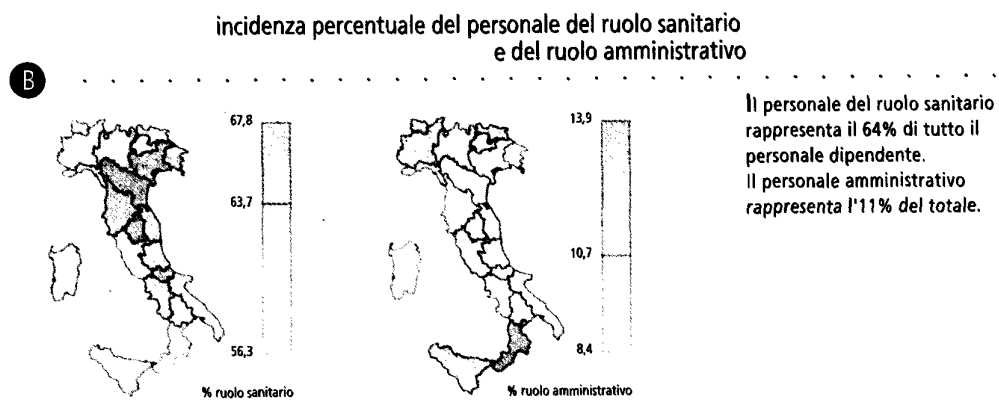 incidenza percentuale del personale del ruolo sanitario
e del ruolo amministrativo
B
67,8
63,7
56,3
% ruolo sanitario
13,9
10,7
8,4
% ruolo amministrativo
Il personale del ruolo sanitario
rappresenta il 64% di tutto il
personale dipendente.
Il personale amministrativo
rappresenta l'11% del totale.